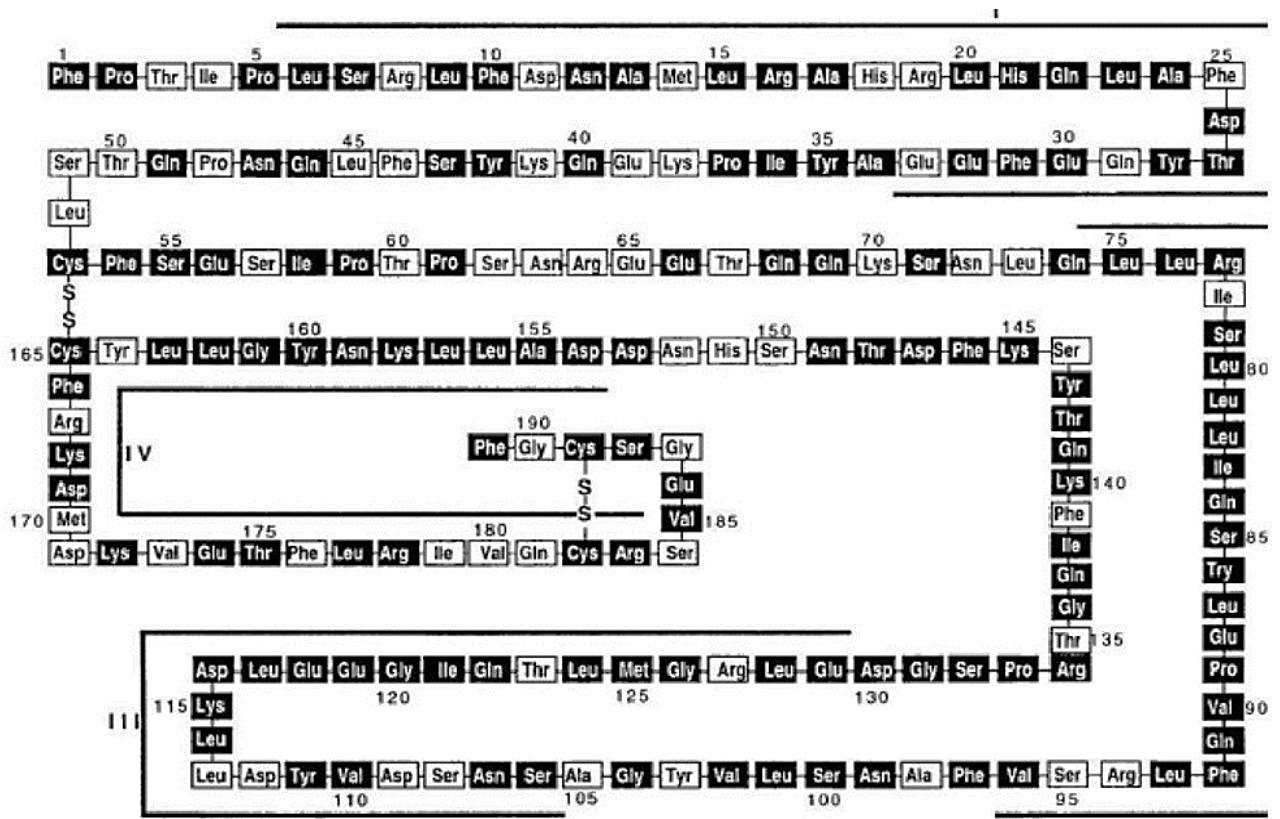 1 5 10 15 20 25
Phe Pro Thr Ile Pro Leu Ser Arg Leu Phe Asp Asn Ala Met Leu Arg Ala His Arg Leu His Gln Leu Ala Phe
Asp
50 45 40 35 30
Ser Thr Gln Pro Asn Gln Leu Phe Ser Tyr Lys Gln Glu Lys Pro Ile Tyr Ala Glu Glu Phe Glu Gln Tyr Thr
Leu
55 60 65 70 75
Cys Phe Ser Glu Ser Ile Pro Thr Pro Ser Asn Arg Glu Glu Thr Gln Gln Lys Ser Asn Leu Gln Leu Leu Arg
S
S
Ile
Ser
160 155 150 145
165 Cys Tyr Leu Leu Gly Tyr Asn Lys Leu Leu Ala Asp Asp Asn His Ser Asn Thr Asp Phe Lys Ser
Leu 80
Phe
Tyr
Leu
Arg
Thr
Leu
Lys
IV
190
Phe Gly Cys Ser Gly
Gln
Ile
Asp
S
Glu
Lys 140
Gln
170 Met
S
Val 185
Phe
Ser 85
175 180
Asp Lys Val Glu Thr Phe Leu Arg Ile Val Gln Cys Arg Ser
Ile
Try
Gln
Leu
Gly
Glu
Thr 135
Asp Leu Glu Glu Gly Ile Gln Thr Leu Met Gly Arg Leu Glu Asp Gly Ser Pro Arg
Pro
120 125 130
115 Lys
Val 90
III
Leu
Gln
Leu Asp Tyr Val Asp Ser Asn Ser Ala Gly Tyr Val Leu Ser Asn Ala Phe Val Ser Arg Leu Phe
110 105 100 95